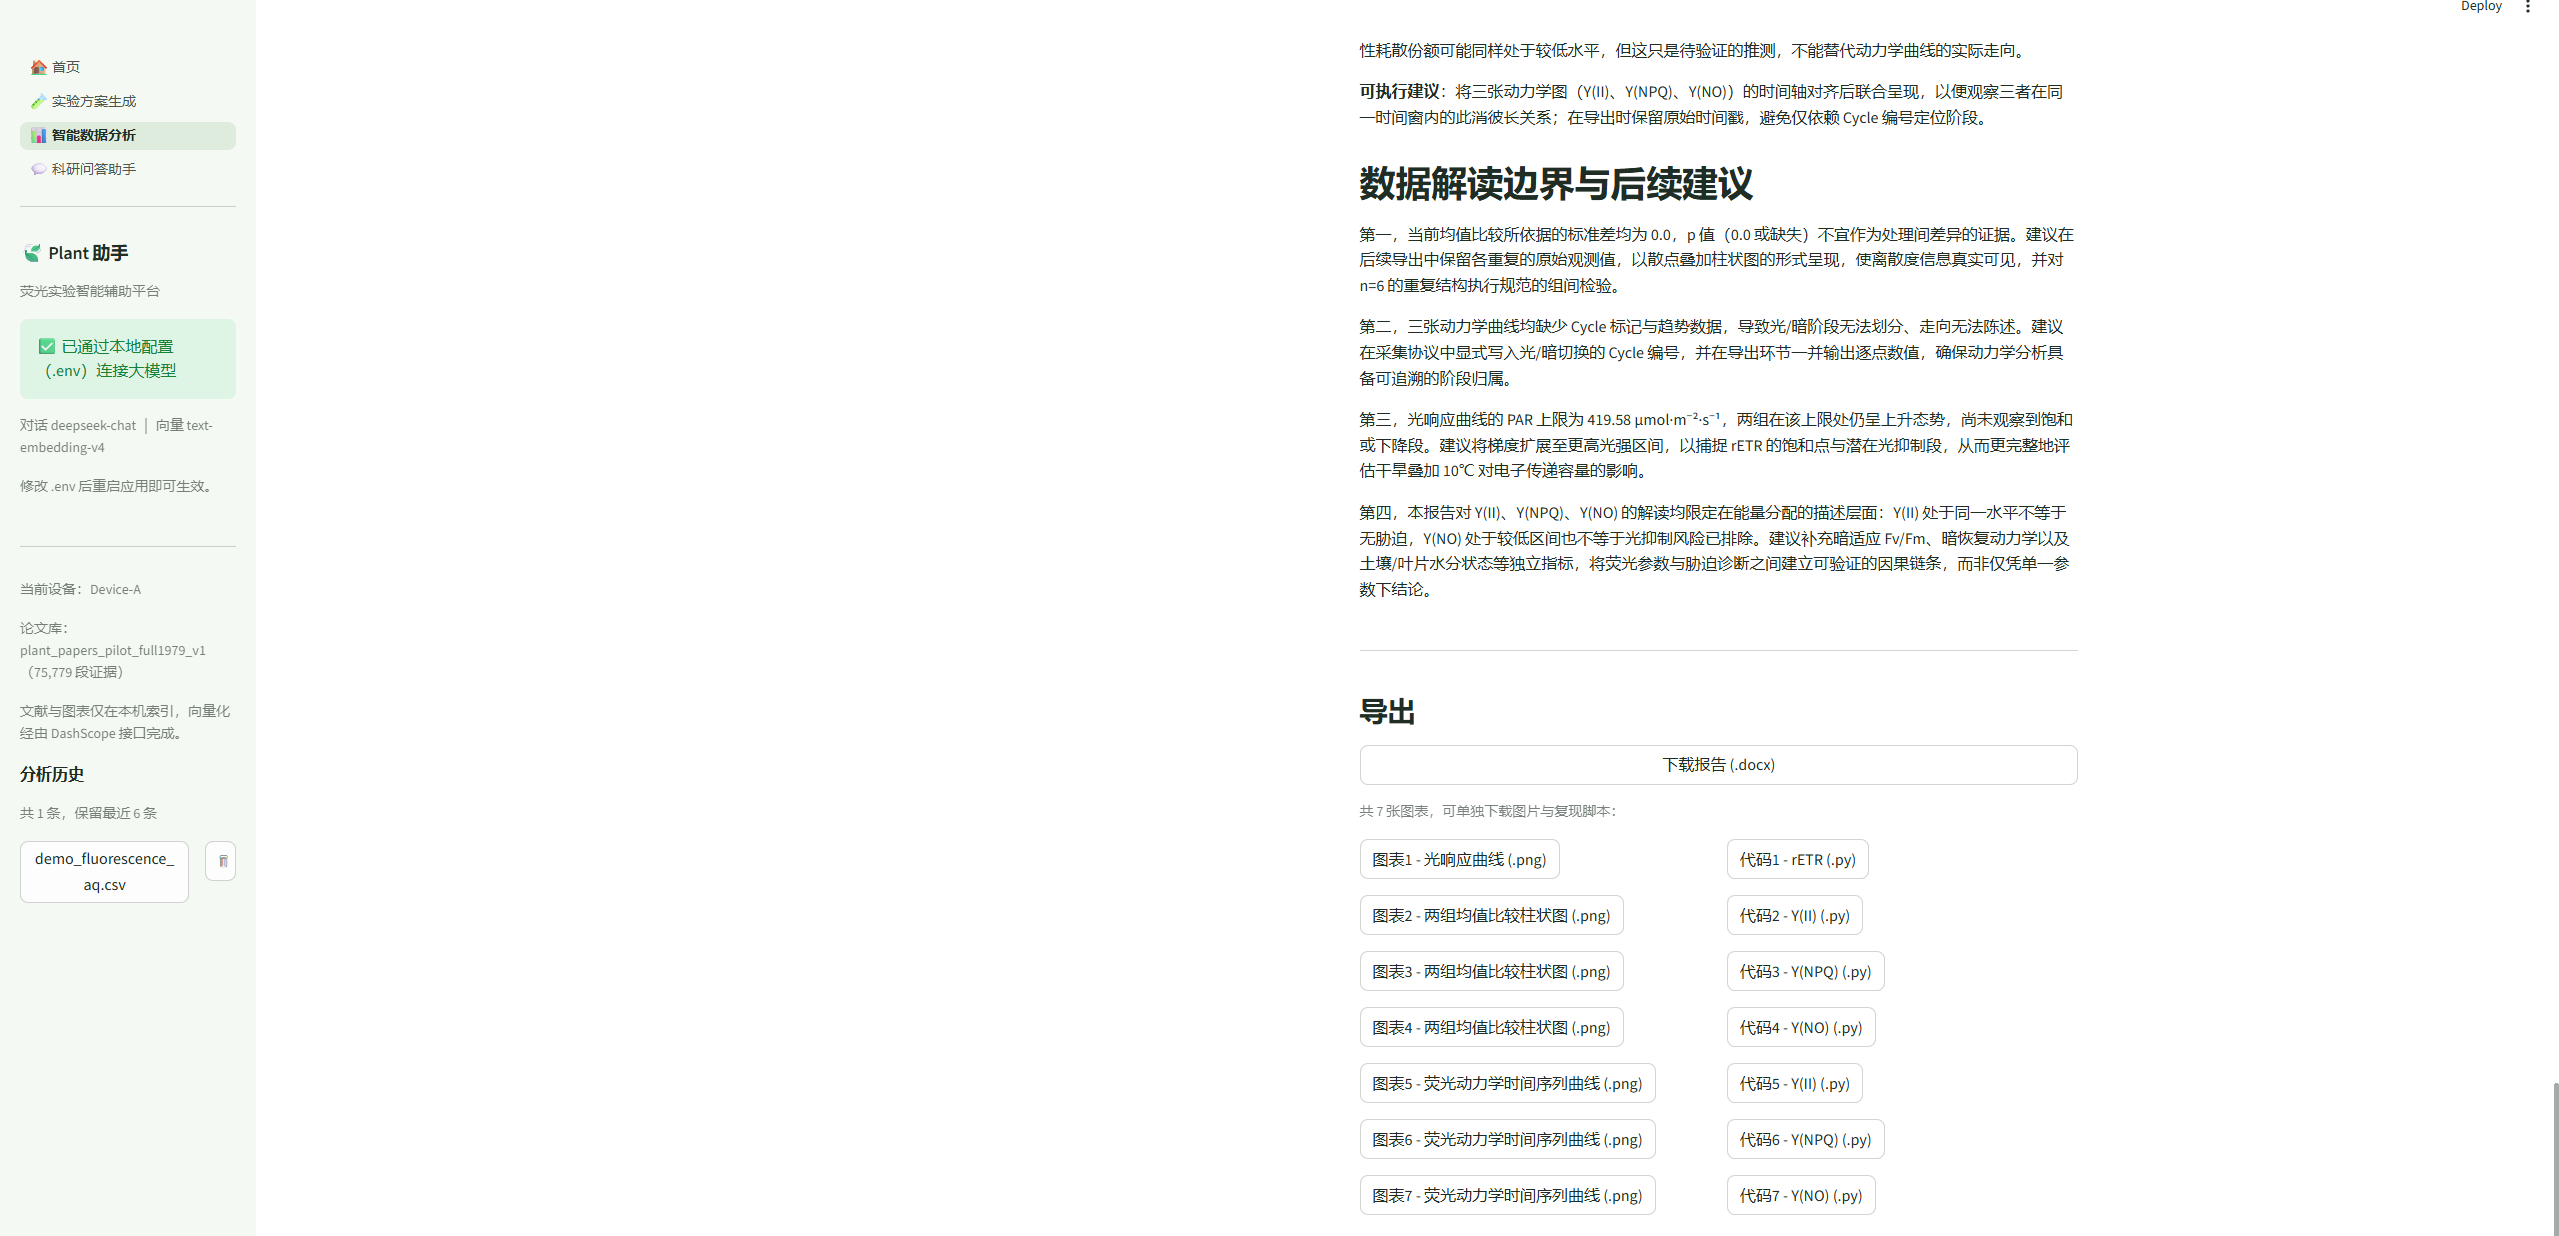 Deploy
首页
实验方案生成
智能数据分析
科研问答助手
Plant 助手
荧光实验智能辅助平台
已通过本地配置
（.env）连接大模型
对话 deepseek-chat ｜ 向量 text-
embedding-v4
修改 .env 后重启应用即可生效。
当前设备：Device-A
论文库：
plant_papers_pilot_full1979_v1
（75,779 段证据）
文献与图表仅在本机索引，向量化
经由 DashScope 接口完成。
分析历史
共 1 条，保留最近 6 条
demo_fluorescence_
aq.csv
性耗散份额可能同样处于较低水平，但这只是待验证的推测，不能替代动力学曲线的实际走向。
可执行建议：将三张动力学图（Y(II)、Y(NPQ)、Y(NO)）的时间轴对齐后联合呈现，以便观察三者在同
一时间窗内的此消彼长关系；在导出时保留原始时间戳，避免仅依赖 Cycle 编号定位阶段。
数据解读边界与后续建议
第一，当前均值比较所依据的标准差均为 0.0，p 值（0.0 或缺失）不宜作为处理间差异的证据。建议在
后续导出中保留各重复的原始观测值，以散点叠加柱状图的形式呈现，使离散度信息真实可见，并对
n=6 的重复结构执行规范的组间检验。
第二，三张动力学曲线均缺少 Cycle 标记与趋势数据，导致光/暗阶段无法划分、走向无法陈述。建议
在采集协议中显式写入光/暗切换的 Cycle 编号，并在导出环节一并输出逐点数值，确保动力学分析具
备可追溯的阶段归属。
第三，光响应曲线的 PAR 上限为 419.58 μmol·m⁻²·s⁻¹，两组在该上限处仍呈上升态势，尚未观察到饱和
或下降段。建议将梯度扩展至更高光强区间，以捕捉 rETR 的饱和点与潜在光抑制段，从而更完整地评
估干旱叠加 10℃ 对电子传递容量的影响。
第四，本报告对 Y(II)、Y(NPQ)、Y(NO) 的解读均限定在能量分配的描述层面：Y(II) 处于同一水平不等于
无胁迫，Y(NO) 处于较低区间也不等于光抑制风险已排除。建议补充暗适应 Fv/Fm、暗恢复动力学以及
土壤/叶片水分状态等独立指标，将荧光参数与胁迫诊断之间建立可验证的因果链条，而非仅凭单一参
数下结论。
导出
下载报告 (.docx)
共 7 张图表，可单独下载图片与复现脚本：
图表1 - 光响应曲线 (.png)
代码1 - rETR (.py)
图表2 - 两组均值比较柱状图 (.png)
代码2 - Y(II) (.py)
图表3 - 两组均值比较柱状图 (.png)
代码3 - Y(NPQ) (.py)
图表4 - 两组均值比较柱状图 (.png)
代码4 - Y(NO) (.py)
图表5 - 荧光动力学时间序列曲线 (.png)
代码5 - Y(II) (.py)
图表6 - 荧光动力学时间序列曲线 (.png)
代码6 - Y(NPQ) (.py)
图表7 - 荧光动力学时间序列曲线 (.png)
代码7 - Y(NO) (.py)